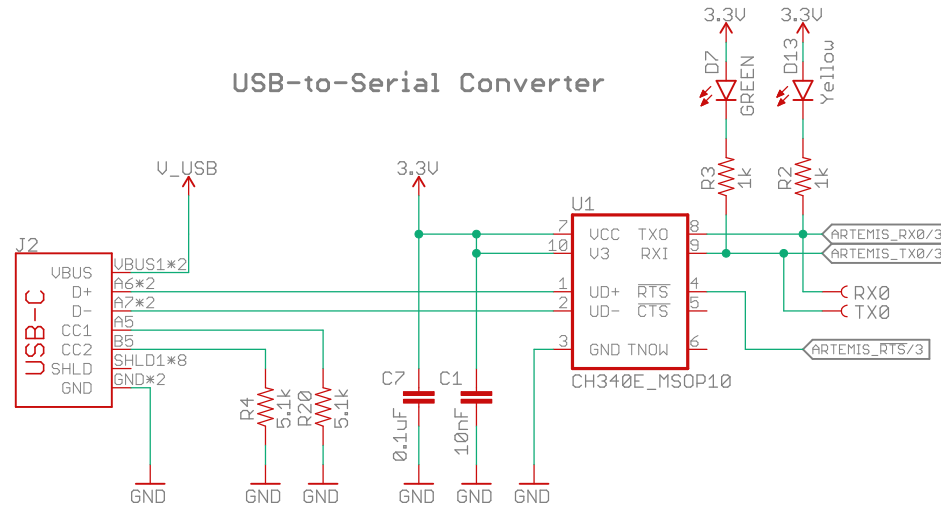 USB-to-Serial Converter
3.3V
3.3V
D7
GREEN
D13
Yellow
R3
1k
R2
1k
V_USB
3.3V
J2
USB-C
VBUS
D+
D-
CC1
CC2
SHLD
GND
VBUS1*2
A6*2
A7*2
A5
B5
SHLD1*8
GND*2
R4
5.1k
R20
5.1k
C7
0.1uF
C1
10nF
U1
7 VCC TXO 8
10 V3 RXI 9
1 UD+ RTS 4
2 UD- CTS 5
3 GND TNOW 6
CH340E_MSOP10
ARTEMIS_RX0/3
ARTEMIS_TX0/3
RX0
TX0
ARTEMIS_RTS/3
GND
GND
GND
GND
GND
GND